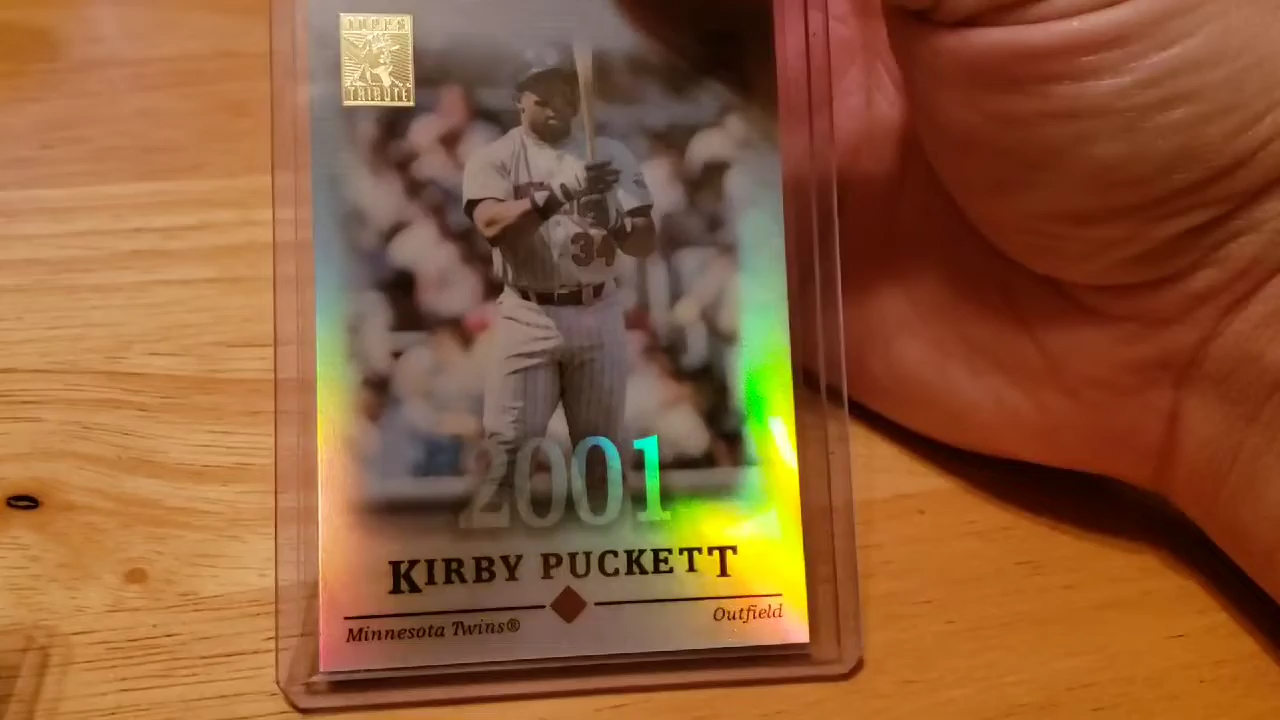 TOPPS
TRIBUTE
34
2001
KIRBY PUCKETT
Minnesota Twins®
Outfield